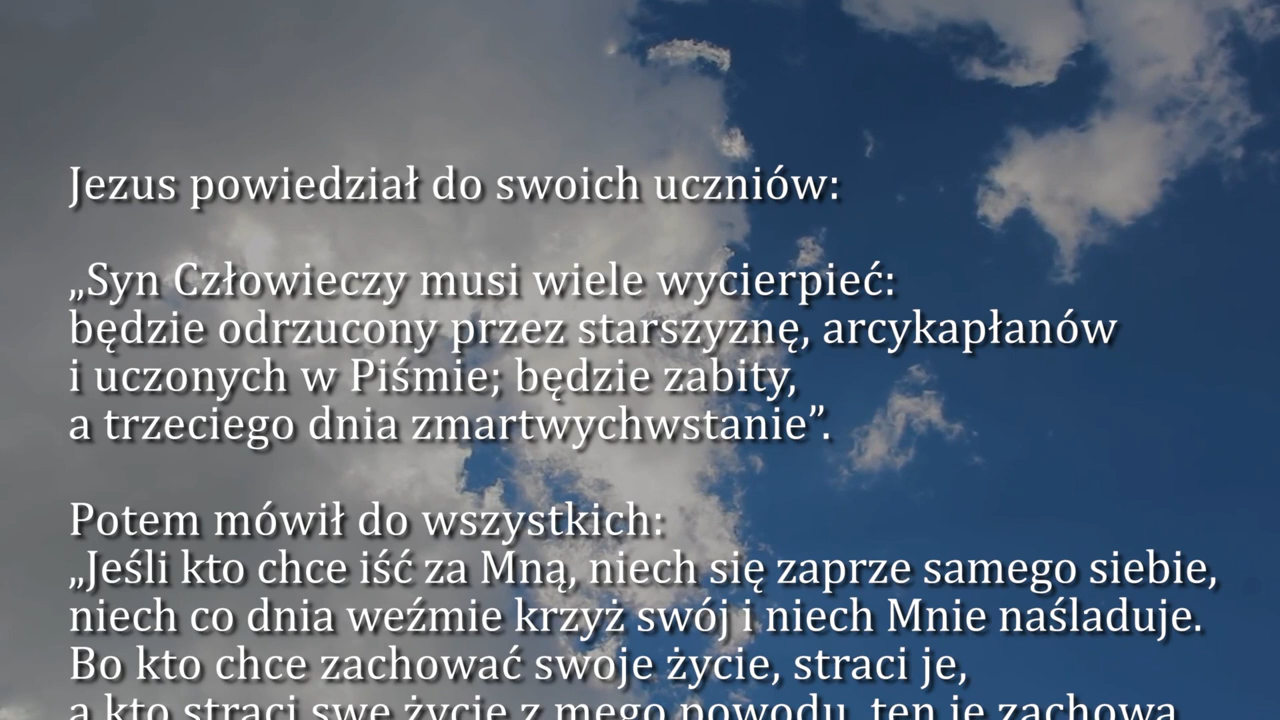 Jezus powiedział do swoich uczniów:
„Syn Człowieczy musi wiele wycierpieć:
będzie odrzucony przez starszyznę, arcykapłanów
i uczonych w Piśmie; będzie zabity,
a trzeciego dnia zmartwychwstanie”.
Potem mówił do wszystkich:
„Jeśli kto chce iść za Mną, niech się zaprze samego siebie,
niech co dnia weźmie krzyż swój i niech Mnie naśladuje.
Bo kto chce zachować swoje życie, straci je,
a kto straci swe życie z mego powodu, ten je zachowa